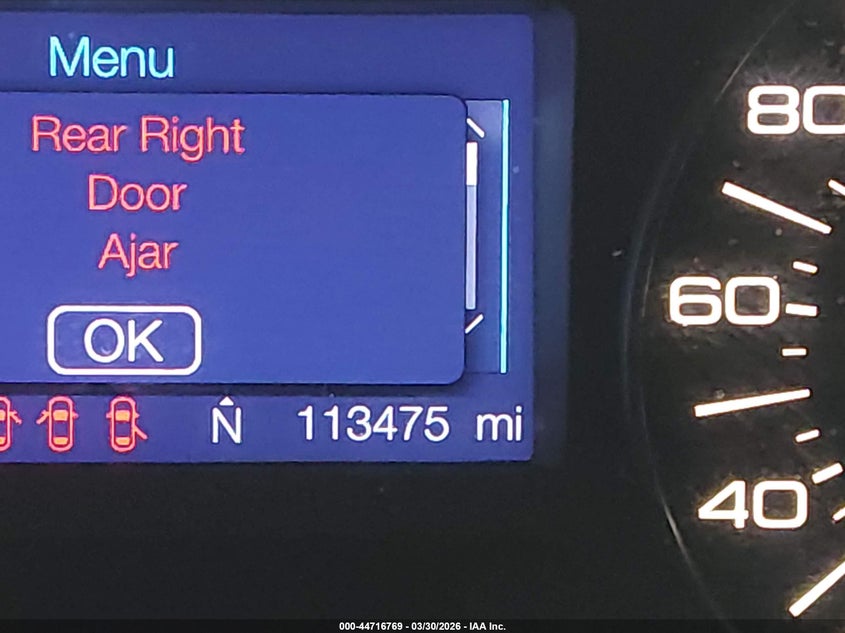 Menu
Rear Right
Door
Ajar
OK
N 113475 mi
80
60
40
000-44716769 - 03/30/2026 - IAA Inc.